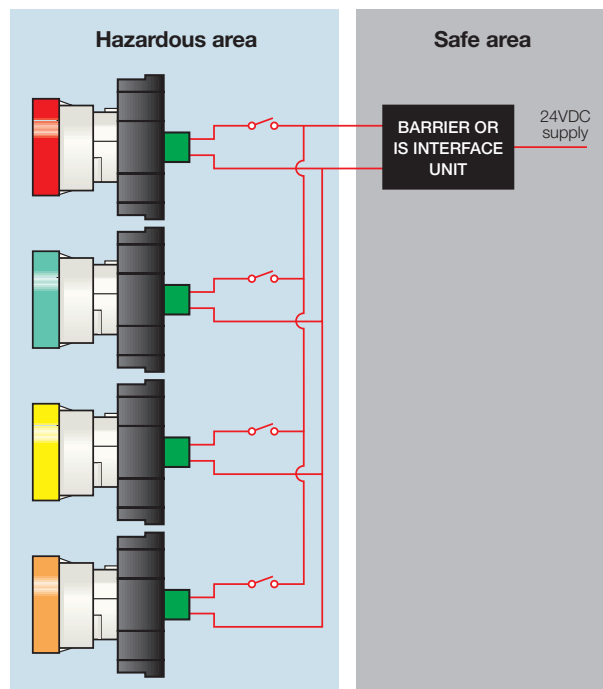 Hazardous area
Safe area
BARRIER OR
IS INTERFACE
UNIT
24VDC
supply